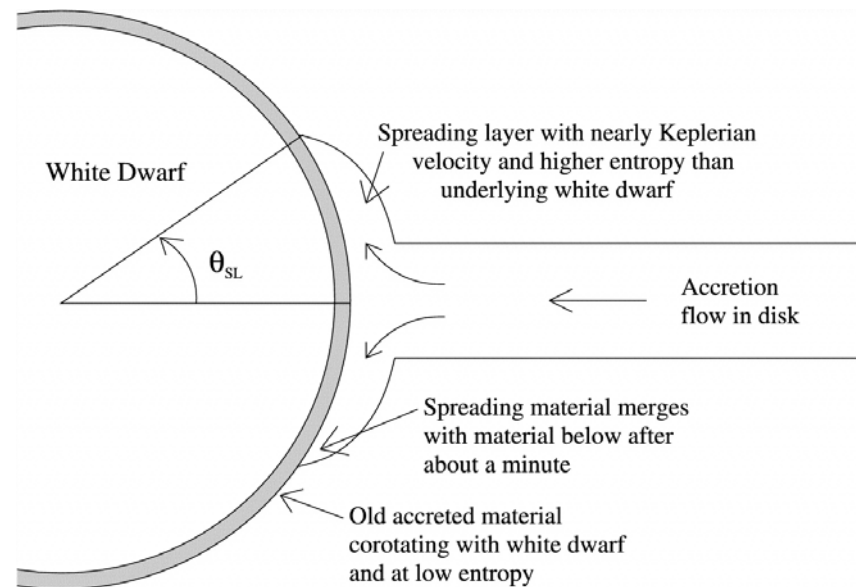 Spreading layer with nearly Keplerian
velocity and higher entropy than
underlying white dwarf
White Dwarf
θSL
Accretion
flow in disk
Spreading material merges
with material below after
about a minute
Old accreted material
corotating with white dwarf
and at low entropy